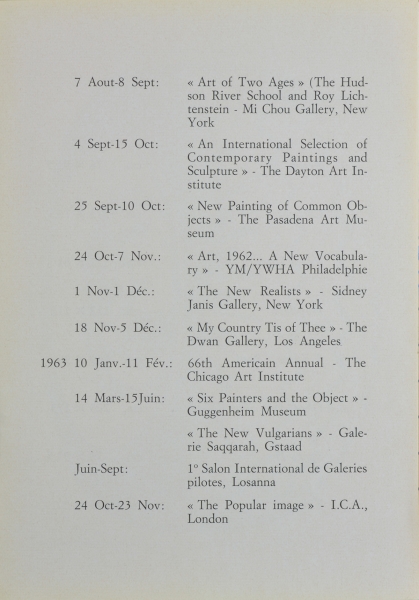 7 Aout-8 Sept: « Art of Two Ages » (The Hud-
son River School and Roy Lich-
tenstein - Mi Chou Gallery, New
York
4 Sept-15 Oct: « An International Selection of
Contemporary Paintings and
Sculpture » - The Dayton Art In-
stitute
25 Sept-10 Oct: « New Painting of Common Ob-
jects » - The Pasadena Art Mu-
seum
24 Oct-7 Nov.: « Art, 1962... A New Vocabula-
ry » - YM/YWHA Philadelphie
1 Nov-1 Déc.: « The New Realists » - Sidney
Janis Gallery, New York
18 Nov-5 Déc.: « My Country Tis of Thee » - The
Dwan Gallery, Los Angeles
1963 10 Janv.-11 Fév.: 66th Americain Annual - The
Chicago Art Institute
14 Mars-15Juin: « Six Painters and the Object » -
Guggenheim Museum
« The New Vulgarians » - Gale-
rie Saqqarah, Gstaad
Juin-Sept: 1º Salon International de Galeries
pilotes, Losanna
24 Oct-23 Nov: « The Popular image » - I.C.A.,
London